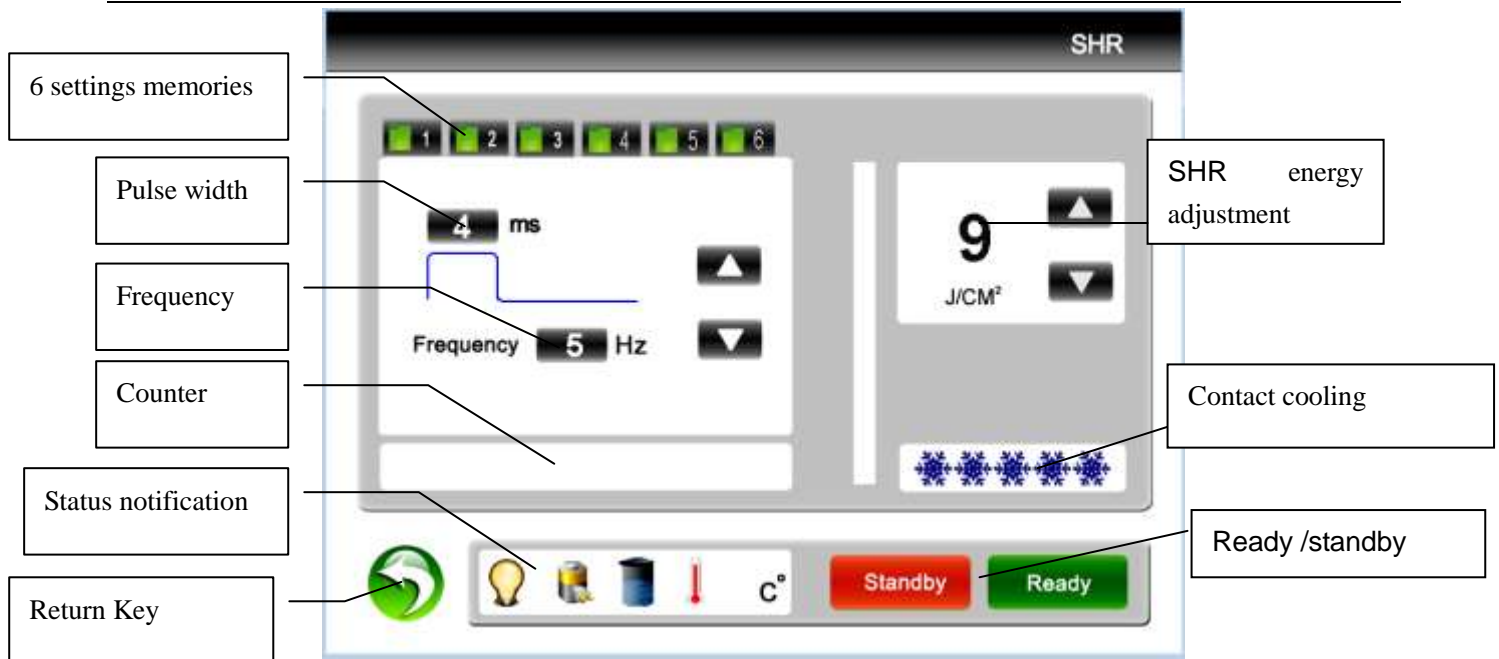 SHR
6 settings memories
1 2 3 4 5 6
Pulse width
4 ms
SHR energy
adjustment
9
J/CM²
Frequency
Frequency 5 Hz
Counter
Contact cooling
Status notification
Ready /standby
C°
Standby
Ready
Return Key